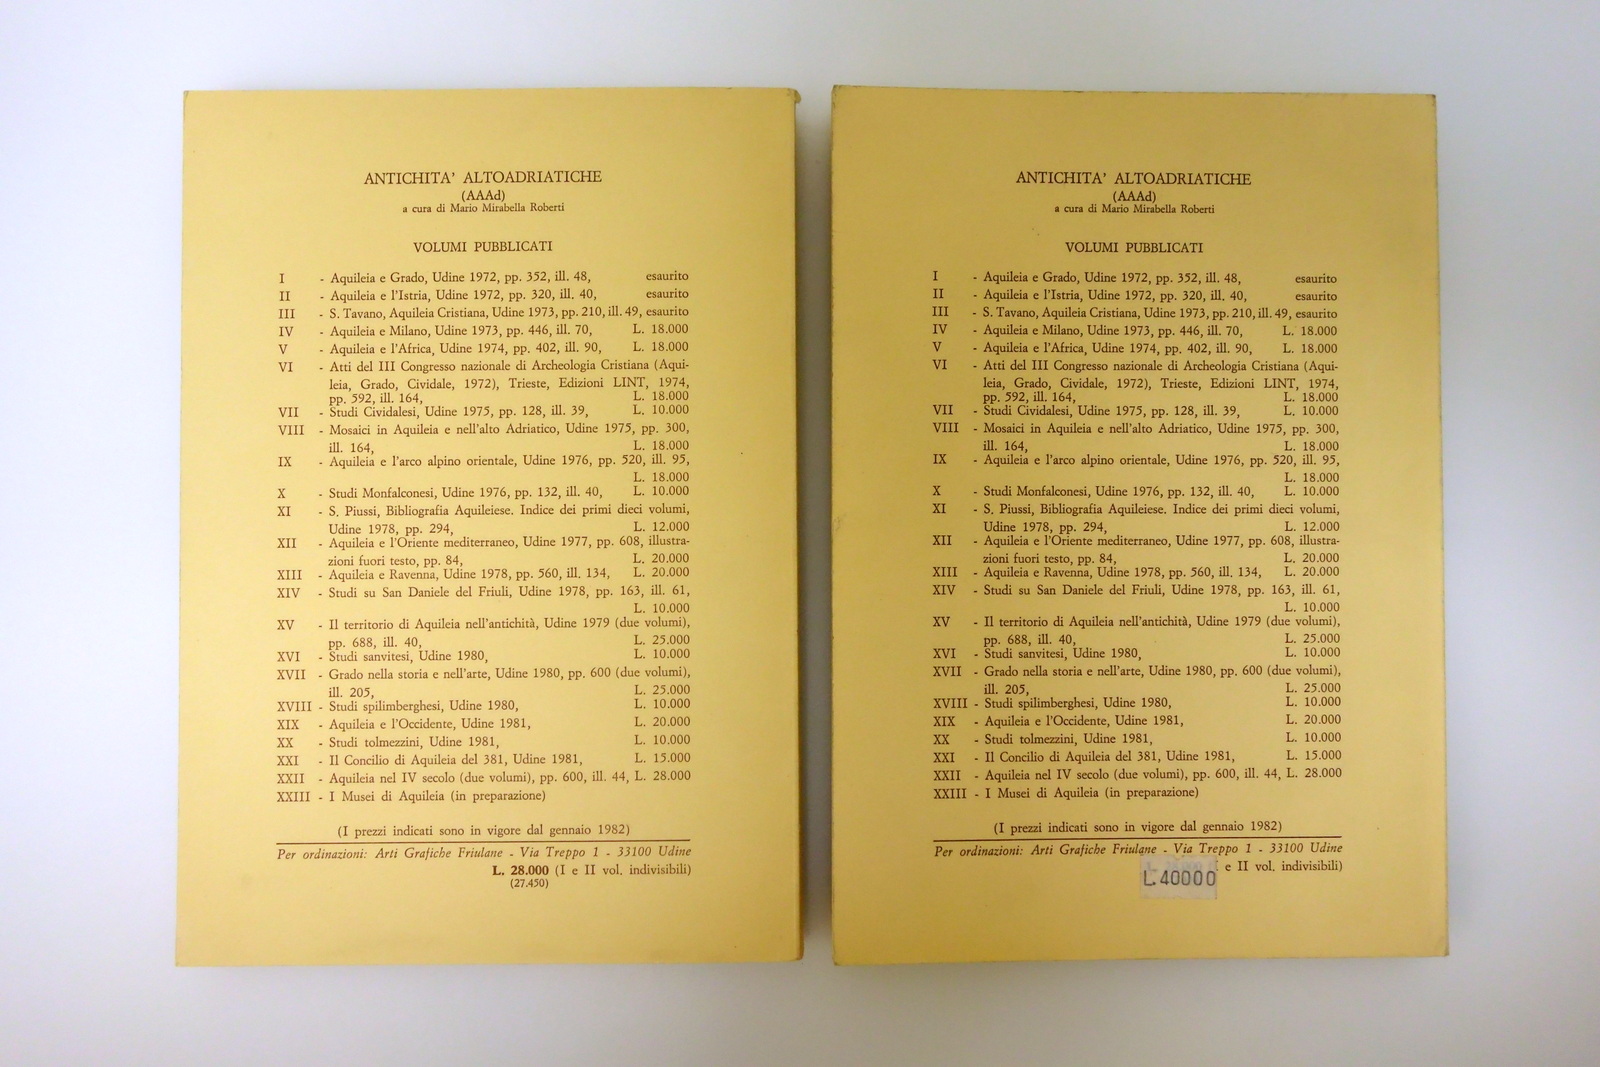 ANTICHITA' ALTOADRIATICHE
(AAAd)
a cura di Mario Mirabella Roberti
VOLUMI PUBBLICATI
I - Aquileia e Grado, Udine 1972, pp. 352, ill. 48, esaurito
II - Aquileia e l'Istria, Udine 1972, pp. 320, ill. 40, esaurito
III - S. Tavano, Aquileia Cristiana, Udine 1973, pp. 210, ill. 49, esaurito
IV - Aquileia e Milano, Udine 1973, pp. 446, ill. 70, L. 18.000
V - Aquileia e l'Africa, Udine 1974, pp. 402, ill. 90, L. 18.000
VI - Atti del III Congresso nazionale di Archeologia Cristiana (Aqui-
leia, Grado, Cividale, 1972), Trieste, Edizioni LINT, 1974,
pp. 592, ill. 164, L. 18.000
VII - Studi Cividalesi, Udine 1975, pp. 128, ill. 39, L. 10.000
VIII - Mosaici in Aquileia e nell'alto Adriatico, Udine 1975, pp. 300,
ill. 164, L. 18.000
IX - Aquileia e l'arco alpino orientale, Udine 1976, pp. 520, ill. 95,
L. 18.000
X - Studi Monfalconesi, Udine 1976, pp. 132, ill. 40, L. 10.000
XI - S. Piussi, Bibliografia Aquileiese. Indice dei primi dieci volumi,
Udine 1978, pp. 294, L. 12.000
XII - Aquileia e l'Oriente mediterraneo, Udine 1977, pp. 608, illustra-
zioni fuori testo, pp. 84, L. 20.000
XIII - Aquileia e Ravenna, Udine 1978, pp. 560, ill. 134, L. 20.000
XIV - Studi su San Daniele del Friuli, Udine 1978, pp. 163, ill. 61,
L. 10.000
XV - Il territorio di Aquileia nell'antichità, Udine 1979 (due volumi),
pp. 688, ill. 40, L. 25.000
XVI - Studi sanvitesi, Udine 1980, L. 10.000
XVII - Grado nella storia e nell'arte, Udine 1980, pp. 600 (due volumi),
ill. 205, L. 25.000
XVIII - Studi spilimberghesi, Udine 1980, L. 10.000
XIX - Aquileia e l'Occidente, Udine 1981, L. 20.000
XX - Studi tolmezzini, Udine 1981, L. 10.000
XXI - Il Concilio di Aquileia del 381, Udine 1981, L. 15.000
XXII - Aquileia nel IV secolo (due volumi), pp. 600, ill. 44, L. 28.000
XXIII - I Musei di Aquileia (in preparazione)
(I prezzi indicati sono in vigore dal gennaio 1982)
Per ordinazioni: Arti Grafiche Friulane - Via Treppo 1 - 33100 Udine
L. 28.000 (I e II vol. indivisibili)
(27.450)
ANTICHITA' ALTOADRIATICHE
(AAAd)
a cura di Mario Mirabella Roberti
VOLUMI PUBBLICATI
I - Aquileia e Grado, Udine 1972, pp. 352, ill. 48, esaurito
II - Aquileia e l'Istria, Udine 1972, pp. 320, ill. 40, esaurito
III - S. Tavano, Aquileia Cristiana, Udine 1973, pp. 210, ill. 49, esaurito
IV - Aquileia e Milano, Udine 1973, pp. 446, ill. 70, L. 18.000
V - Aquileia e l'Africa, Udine 1974, pp. 402, ill. 90, L. 18.000
VI - Atti del III Congresso nazionale di Archeologia Cristiana (Aqui-
leia, Grado, Cividale, 1972), Trieste, Edizioni LINT, 1974,
pp. 592, ill. 164, L. 18.000
VII - Studi Cividalesi, Udine 1975, pp. 128, ill. 39, L. 10.000
VIII - Mosaici in Aquileia e nell'alto Adriatico, Udine 1975, pp. 300,
ill. 164, L. 18.000
IX - Aquileia e l'arco alpino orientale, Udine 1976, pp. 520, ill. 95,
L. 18.000
X - Studi Monfalconesi, Udine 1976, pp. 132, ill. 40, L. 10.000
XI - S. Piussi, Bibliografia Aquileiese. Indice dei primi dieci volumi,
Udine 1978, pp. 294, L. 12.000
XII - Aquileia e l'Oriente mediterraneo, Udine 1977, pp. 608, illustra-
zioni fuori testo, pp. 84, L. 20.000
XIII - Aquileia e Ravenna, Udine 1978, pp. 560, ill. 134, L. 20.000
XIV - Studi su San Daniele del Friuli, Udine 1978, pp. 163, ill. 61,
L. 10.000
XV - Il territorio di Aquileia nell'antichità, Udine 1979 (due volumi),
pp. 688, ill. 40, L. 25.000
XVI - Studi sanvitesi, Udine 1980, L. 10.000
XVII - Grado nella storia e nell'arte, Udine 1980, pp. 600 (due volumi),
ill. 205, L. 25.000
XVIII - Studi spilimberghesi, Udine 1980, L. 10.000
XIX - Aquileia e l'Occidente, Udine 1981, L. 20.000
XX - Studi tolmezzini, Udine 1981, L. 10.000
XXI - Il Concilio di Aquileia del 381, Udine 1981, L. 15.000
XXII - Aquileia nel IV secolo (due volumi), pp. 600, ill. 44, L. 28.000
XXIII - I Musei di Aquileia (in preparazione)
(I prezzi indicati sono in vigore dal gennaio 1982)
Per ordinazioni: Arti Grafiche Friulane - Via Treppo 1 - 33100 Udine
e II vol. indivisibili)
L.40000